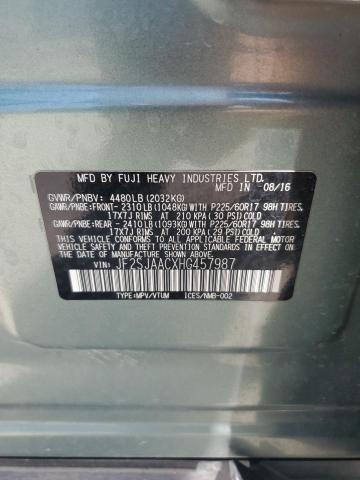 MFD BY FUJI HEAVY INDUSTRIES LTD.
MFD IN 08/16
GVWR/PNBV: 4480LB(2032KG)
GAWR/PNBE:FRONT- 2310LB(1048KG)WITH P225/60R17 98H TIRES,
17X7J RIMS AT 210 KPA(30 PSI)COLD
GAWR/PNBE:REAR - 2410LB(1093KG)WITH P225/60R17 98H TIRES,
17X7J RIMS AT 200 KPA(29 PSI)COLD
THIS VEHICLE CONFORMS TO ALL APPLICABLE FEDERAL MOTOR
VEHICLE SAFETY AND BUMPER STANDARDS IN EFFECT ON THE
DATE OF MANUFACTURE SHOWN ABOVE.
VIN: JF2SJAACXHG457987
TYPE:MPV/VTUM ICES/NMB-002